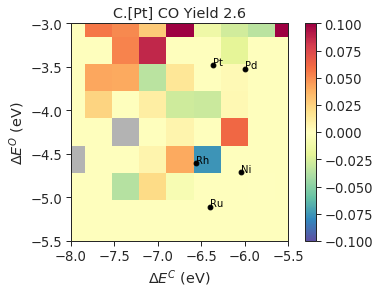 C.[Pt] CO Yield 2.6
−3.0
−3.5
−4.0
−4.5
−5.0
−5.5
ΔE^O (eV)
Pt
Pd
Rh
Ni
Ru
−8.0 −7.5 −7.0 −6.5 −6.0 −5.5
ΔE^C (eV)
0.100
0.075
0.050
0.025
0.000
−0.025
−0.050
−0.075
−0.100